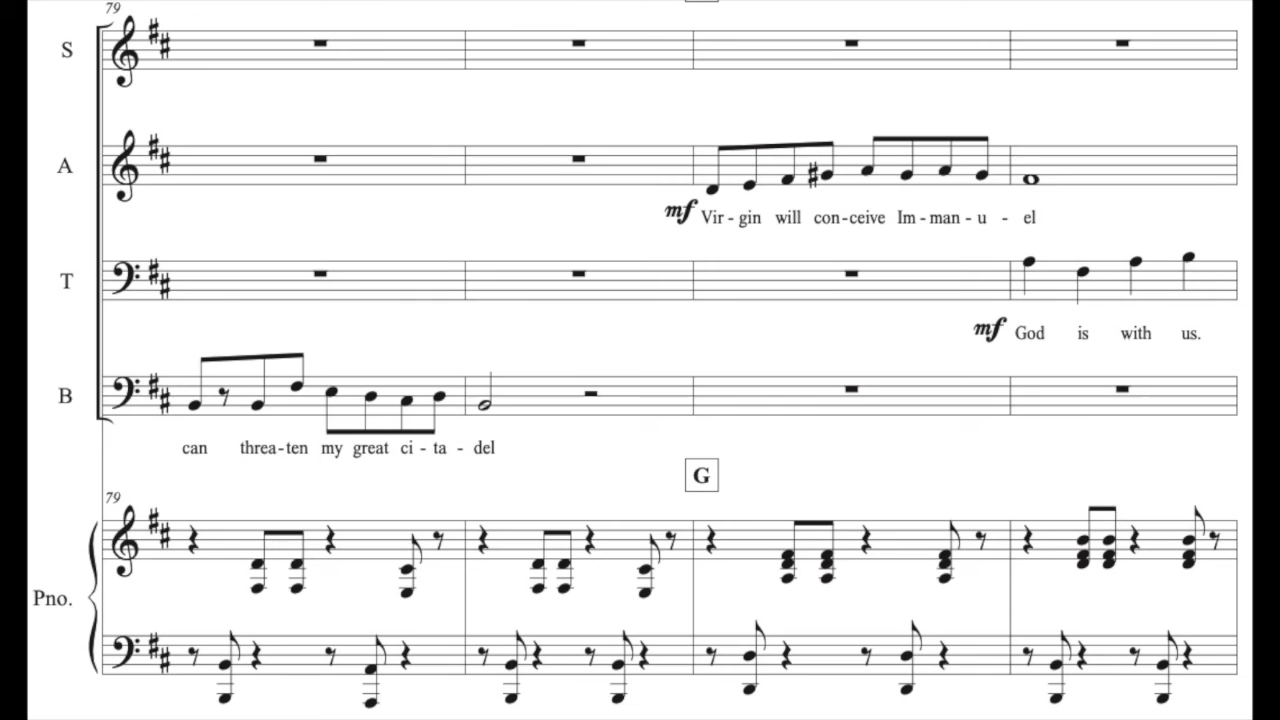 79
S
A
mf Vir - gin will con - ceive Im - man - u - el
T
mf God is with us.
B
can threa - ten my great ci - ta - del
G
79
Pno.